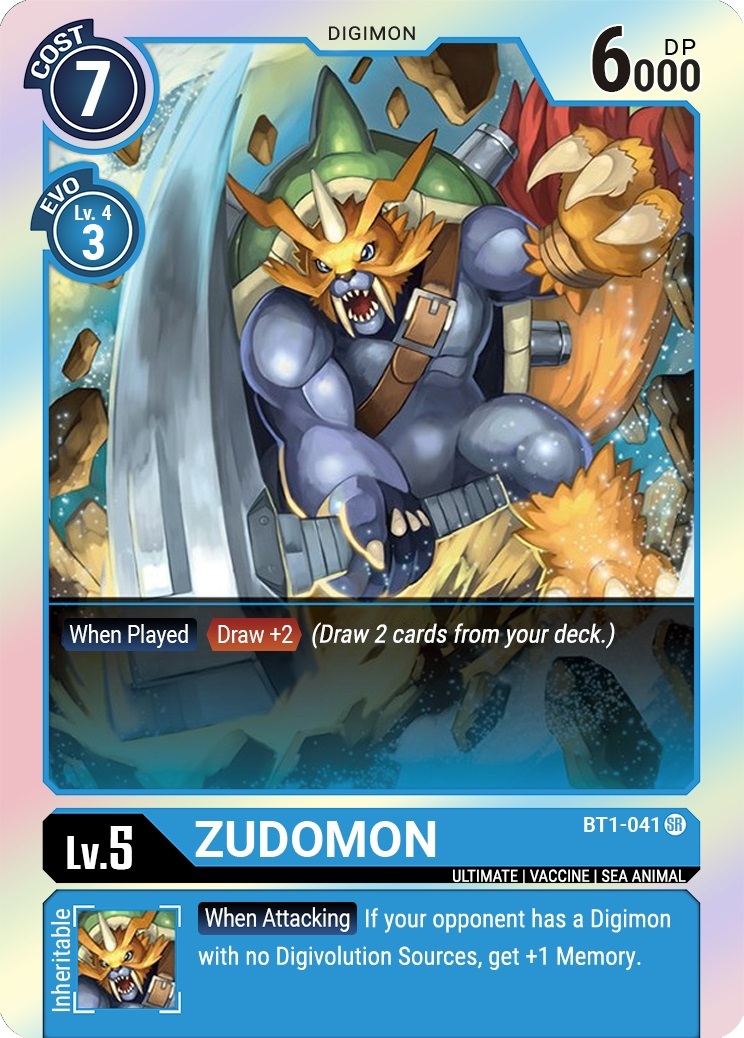 DIGIMON
COST
7
DP
6000
EVO
Lv. 4
3
When Played Draw +2 (Draw 2 cards from your deck.)
BT1-041 SR
Lv.5 ZUDOMON
ULTIMATE | VACCINE | SEA ANIMAL
Inheritable
When Attacking If your opponent has a Digimon
with no Digivolution Sources, get +1 Memory.